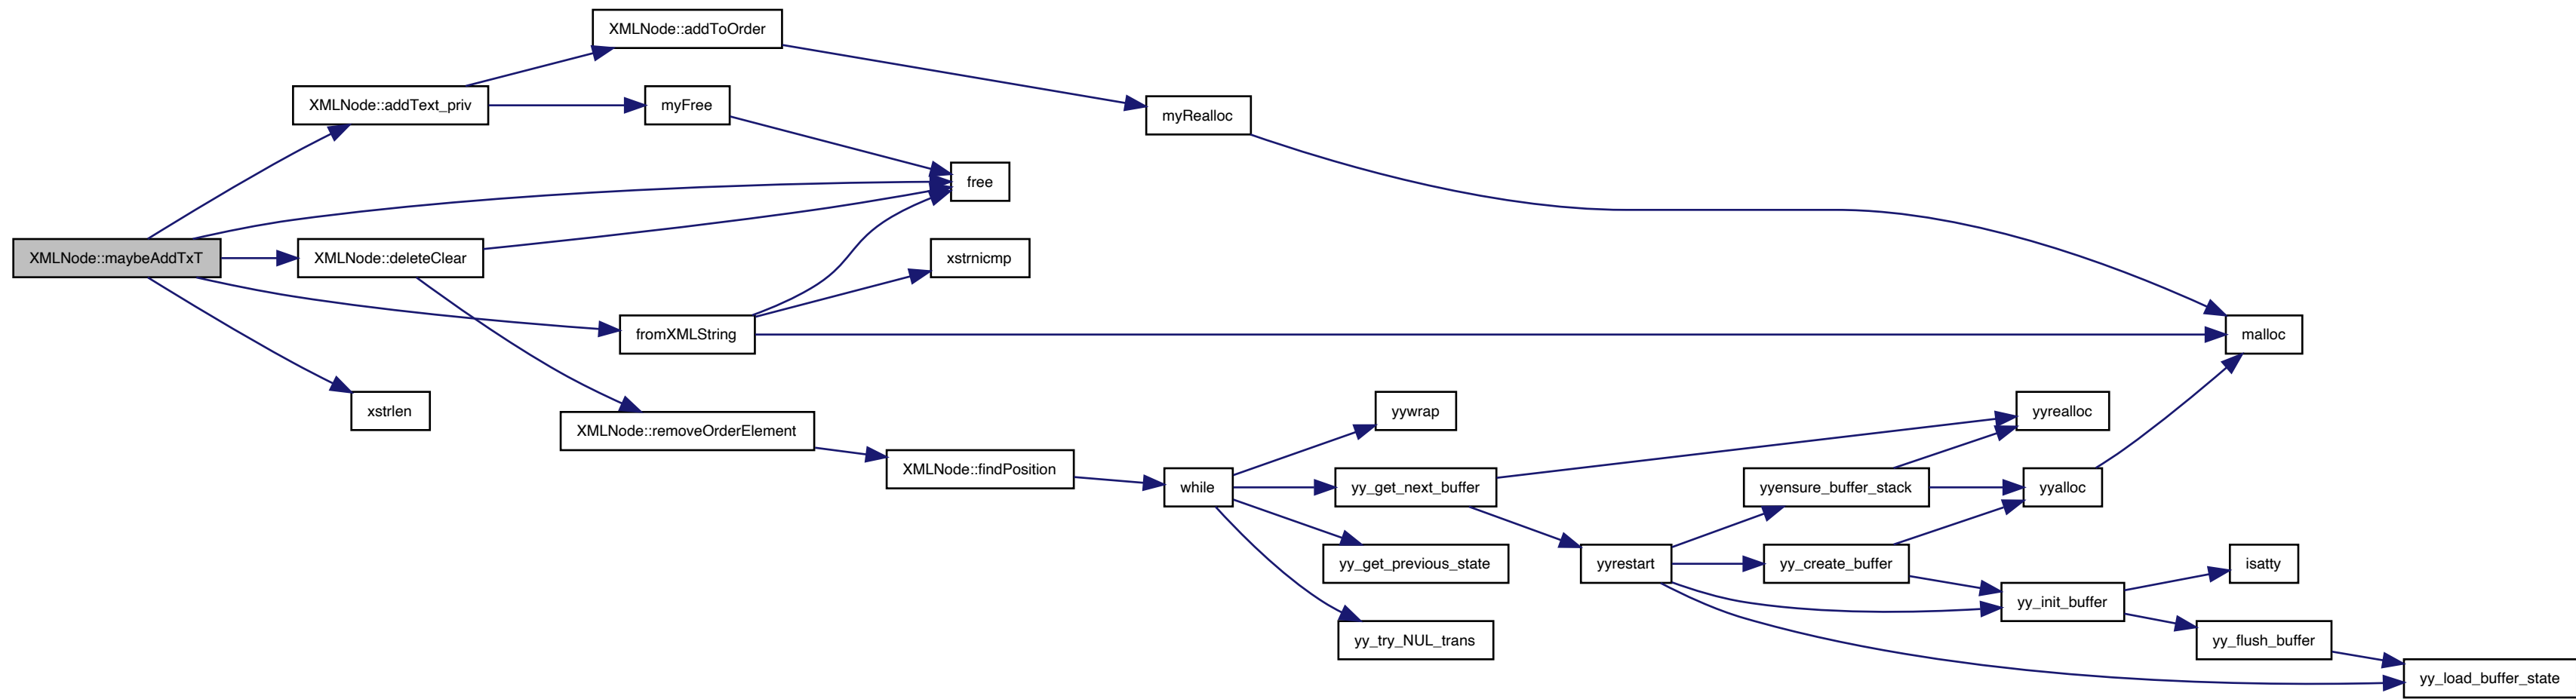 XMLNode::addToOrder
XMLNode::addText_priv
myFree
myRealloc
free
XMLNode::maybeAddTxT
XMLNode::deleteClear
xstrnicmp
fromXMLString
malloc
xstrlen
XMLNode::removeOrderElement
XMLNode::findPosition
yywrap
yyrealloc
while
yy_get_next_buffer
yyensure_buffer_stack
yyalloc
yy_get_previous_state
yyrestart
yy_create_buffer
isatty
yy_init_buffer
yy_try_NUL_trans
yy_flush_buffer
yy_load_buffer_state